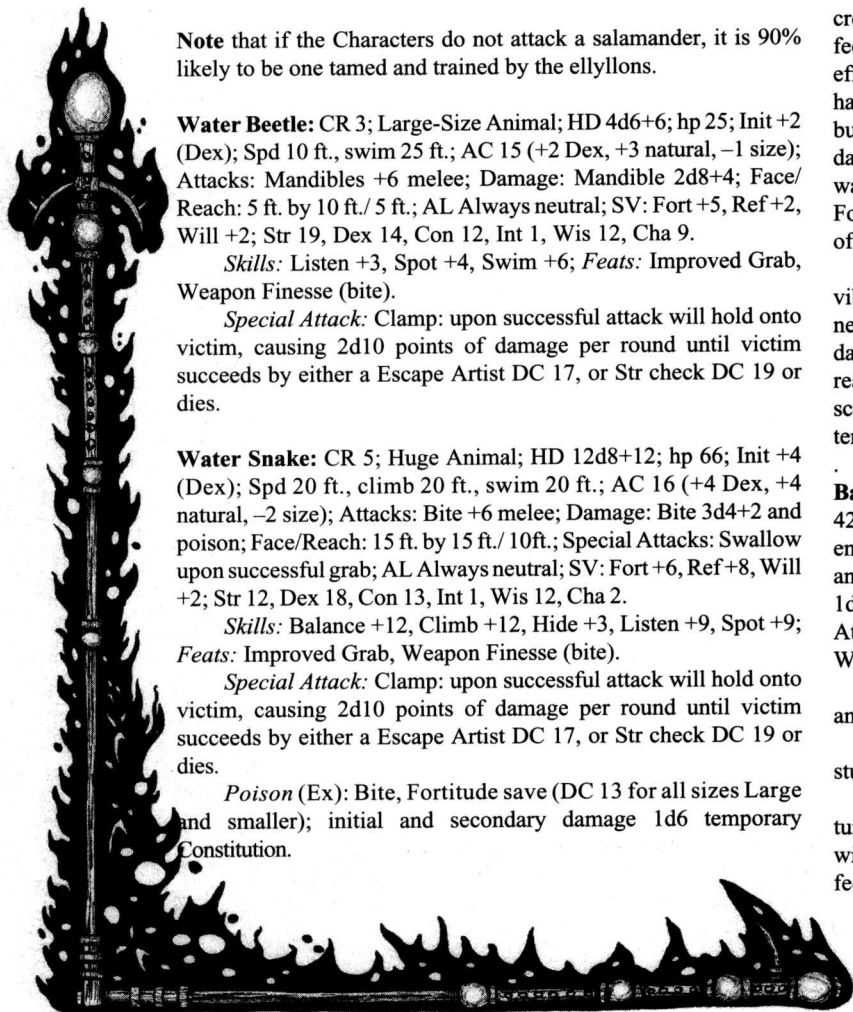 Note that if the Characters do not attack a salamander, it is 90%
likely to be one tamed and trained by the ellyllons.
Water Beetle: CR 3; Large-Size Animal; HD 4d6+6; hp 25; Init +2
(Dex); Spd 10 ft., swim 25 ft.; AC 15 (+2 Dex, +3 natural, –1 size);
Attacks: Mandibles +6 melee; Damage: Mandible 2d8+4; Face/
Reach: 5 ft. by 10 ft./ 5 ft.; AL Always neutral; SV: Fort +5, Ref +2,
Will +2; Str 19, Dex 14, Con 12, Int 1, Wis 12, Cha 9.
Skills: Listen +3, Spot +4, Swim +6; Feats: Improved Grab,
Weapon Finesse (bite).
Special Attack: Clamp: upon successful attack will hold onto
victim, causing 2d10 points of damage per round until victim
succeeds by either a Escape Artist DC 17, or Str check DC 19 or
dies.
Water Snake: CR 5; Huge Animal; HD 12d8+12; hp 66; Init +4
(Dex); Spd 20 ft., climb 20 ft., swim 20 ft.; AC 16 (+4 Dex, +4
natural, –2 size); Attacks: Bite +6 melee; Damage: Bite 3d4+2 and
poison; Face/Reach: 15 ft. by 15 ft./ 10ft.; Special Attacks: Swallow
upon successful grab; AL Always neutral; SV: Fort +6, Ref +8, Will
+2; Str 12, Dex 18, Con 13, Int 1, Wis 12, Cha 2.
Skills: Balance +12, Climb +12, Hide +3, Listen +9, Spot +9;
Feats: Improved Grab, Weapon Finesse (bite).
Special Attack: Clamp: upon successful attack will hold onto
victim, causing 2d10 points of damage per round until victim
succeeds by either a Escape Artist DC 17, or Str check DC 19 or
dies.
Poison (Ex): Bite, Fortitude save (DC 13 for all sizes Large
and smaller); initial and secondary damage 1d6 temporary
Constitution.